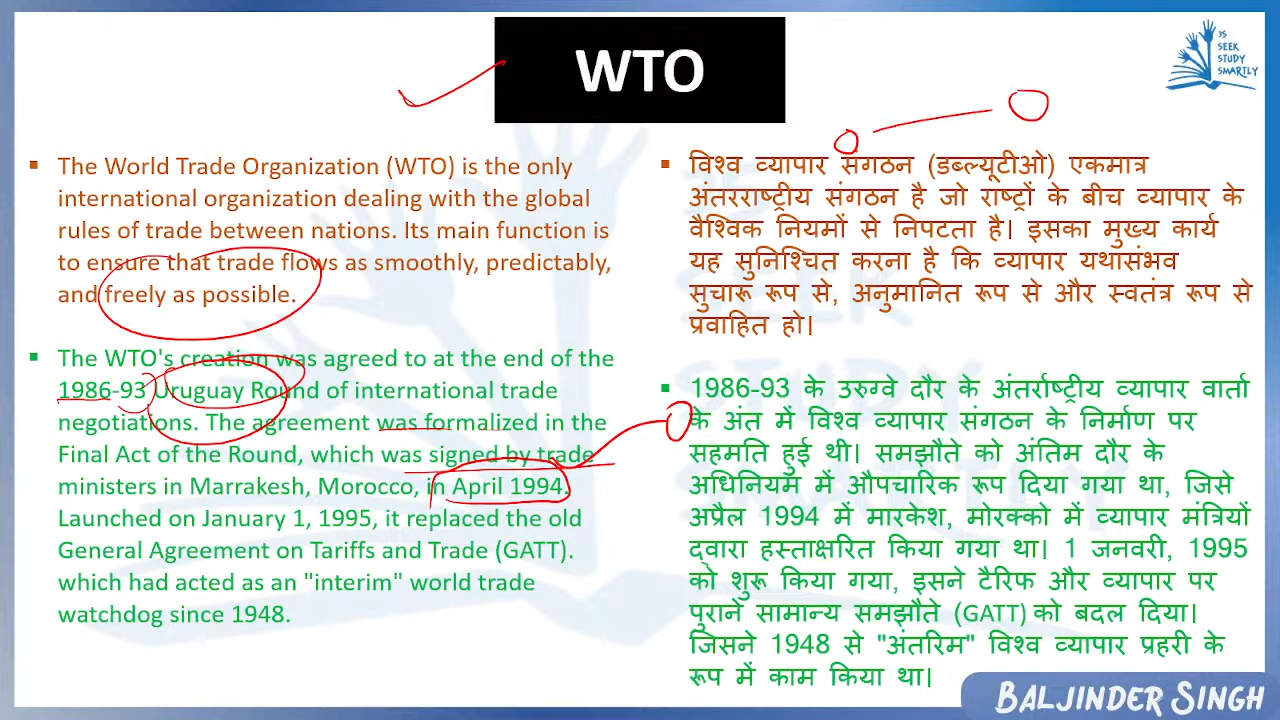 WTO
JS
SEEK
STUDY
SMARTLY
▪ The World Trade Organization (WTO) is the only
international organization dealing with the global
rules of trade between nations. Its main function is
to ensure that trade flows as smoothly, predictably,
and freely as possible.
▪ The WTO's creation was agreed to at the end of the
1986-93 Uruguay Round of international trade
negotiations. The agreement was formalized in the
Final Act of the Round, which was signed by trade
ministers in Marrakesh, Morocco, in April 1994.
Launched on January 1, 1995, it replaced the old
General Agreement on Tariffs and Trade (GATT).
which had acted as an "interim" world trade
watchdog since 1948.
▪ विश्व व्यापार संगठन (डब्ल्यूटीओ) एकमात्र
अंतरराष्ट्रीय संगठन है जो राष्ट्रों के बीच व्यापार के
वैश्विक नियमों से निपटता है। इसका मुख्य कार्य
यह सुनिश्चित करना है कि व्यापार यथासंभव
सुचारू रूप से, अनुमानित रूप से और स्वतंत्र रूप से
प्रवाहित हो।
▪ 1986-93 के उरुग्वे दौर के अंतर्राष्ट्रीय व्यापार वार्ता
के अंत में विश्व व्यापार संगठन के निर्माण पर
सहमति हुई थी। समझौते को अंतिम दौर के
अधिनियम में औपचारिक रूप दिया गया था, जिसे
अप्रैल 1994 में मारकेश, मोरक्को में व्यापार मंत्रियों
द्वारा हस्ताक्षरित किया गया था। 1 जनवरी, 1995
को शुरू किया गया, इसने टैरिफ और व्यापार पर
पुराने सामान्य समझौते (GATT) को बदल दिया।
जिसने 1948 से "अंतरिम" विश्व व्यापार प्रहरी के
रूप में काम किया था।
JS
SEEK
STUDY
SMARTLY
BALJINDER SINGH